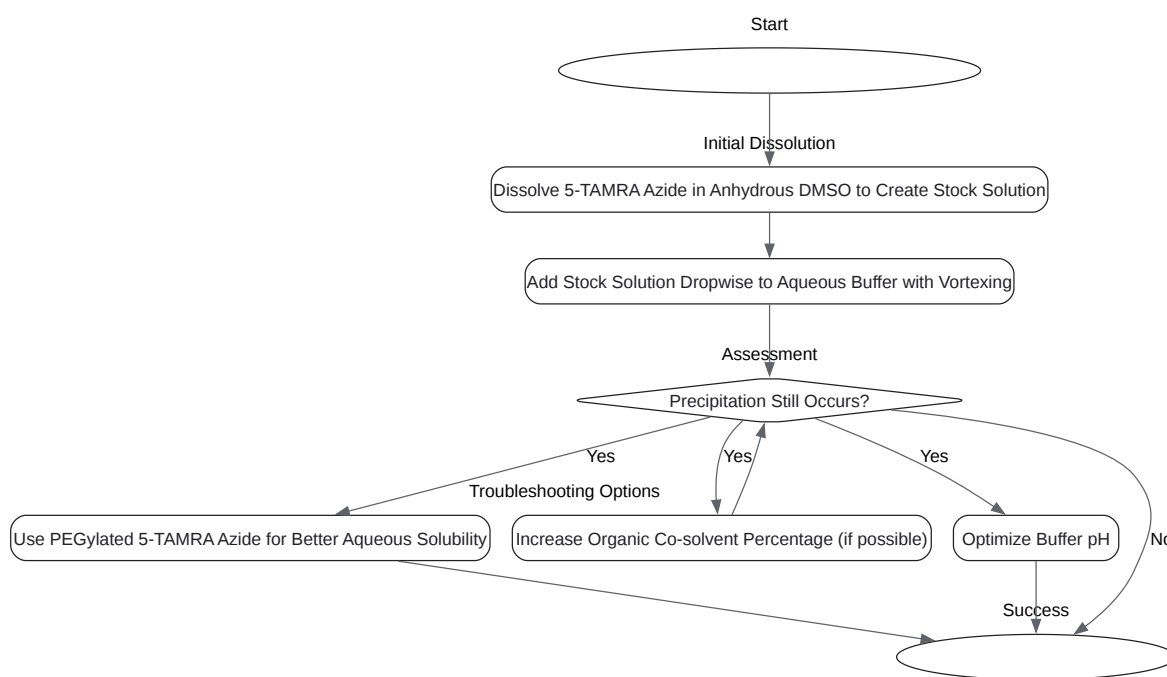 Start
Initial Dissolution
Dissolve 5-TAMRA Azide in Anhydrous DMSO to Create Stock Solution
Add Stock Solution Dropwise to Aqueous Buffer with Vortexing
Assessment
Precipitation Still Occurs?
Yes
Yes
Yes
Troubleshooting Options
Use PEGylated 5-TAMRA Azide for Better Aqueous Solubility
Increase Organic Co-solvent Percentage (if possible)
Optimize Buffer pH
No
Success